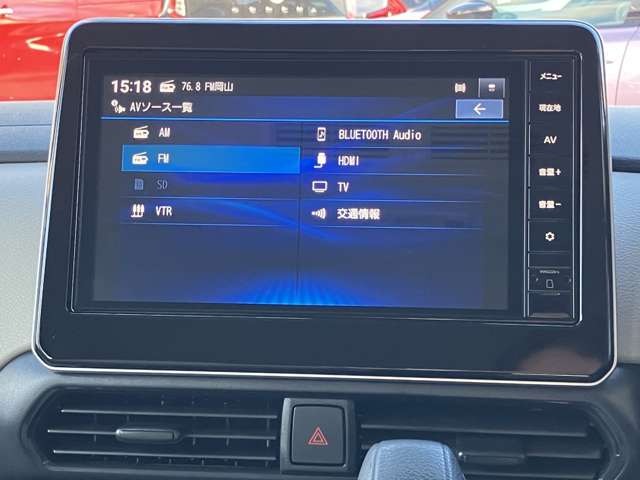 15:18 76.8 FM岡山
AVソース一覧
AM
FM
SD
VTR
BLUETOOTH Audio
HDMI
TV
交通情報
メニュー
現在地
AV
音量+
音量-